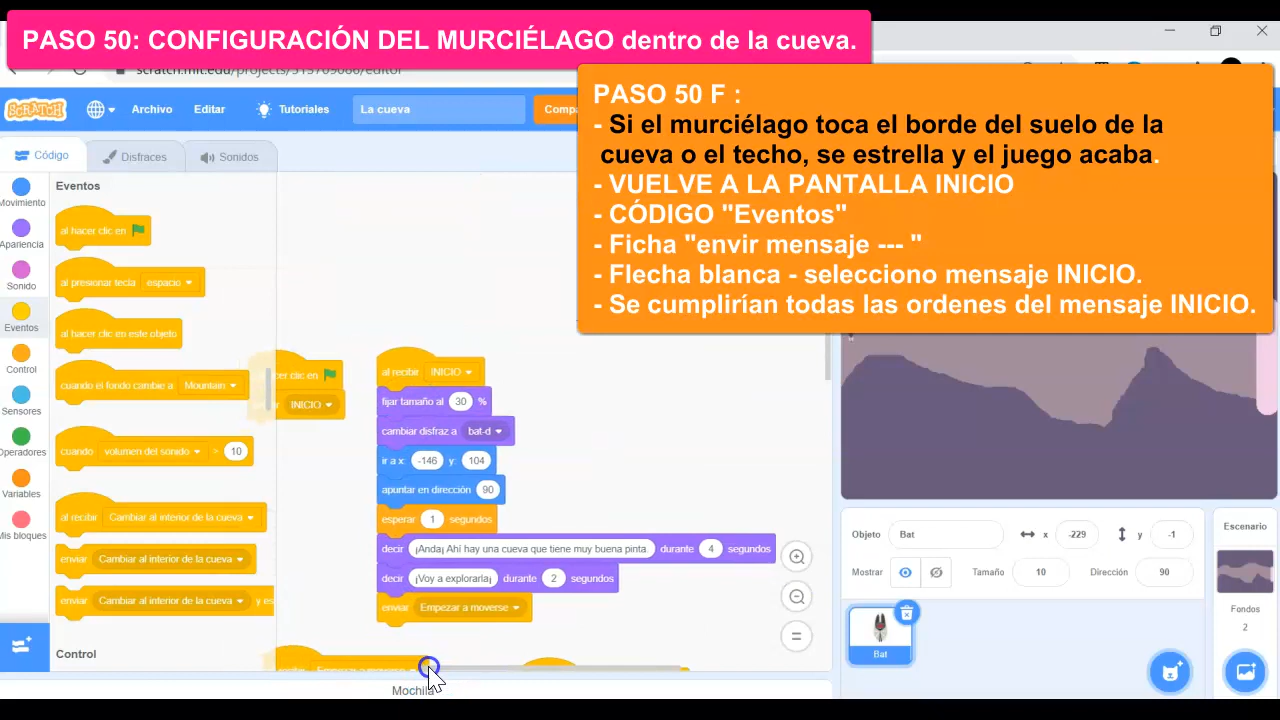 PASO 50: CONFIGURACIÓN DEL MURCIÉLAGO dentro de la cueva.
PASO 50 F :
- Si el murciélago toca el borde del suelo de la
cueva o el techo, se estrella y el juego acaba.
- VUELVE A LA PANTALLA INICIO
- CÓDIGO "Eventos"
- Ficha "envir mensaje --- "
- Flecha blanca - selecciono mensaje INICIO.
- Se cumplirían todas las ordenes del mensaje INICIO.
SCRATCH
Archivo
Editar
Tutoriales
La cueva
Compa
Código
Disfraces
Sonidos
Movimiento
Apariencia
Sonido
Eventos
Control
Sensores
Operadores
Variables
Mis bloques
Eventos
al hacer clic en
al presionar tecla espacio
al hacer clic en este objeto
cuando el fondo cambie a Mountain
cuando volumen del sonido > 10
al recibir Cambiar al interior de la cueva
enviar Cambiar al interior de la cueva
enviar Cambiar al interior de la cueva y es
Control
cer clic en
INICIO
al recibir INICIO
fijar tamaño al 30 %
cambiar disfraz a bat-d
ir a x: -146 y: 104
apuntar en dirección 90
esperar 1 segundos
decir ¡Anda¡ Ahí hay una cueva que tiene muy buena pinta durante 4 segundos
decir ¡Voy a explorarla¡ durante 2 segundos
enviar Empezar a moverse
Mochila
Objeto
Bat
x -229
y -1
Mostrar
Tamaño 10
Dirección 90
Bat
Escenario
Fondos
2